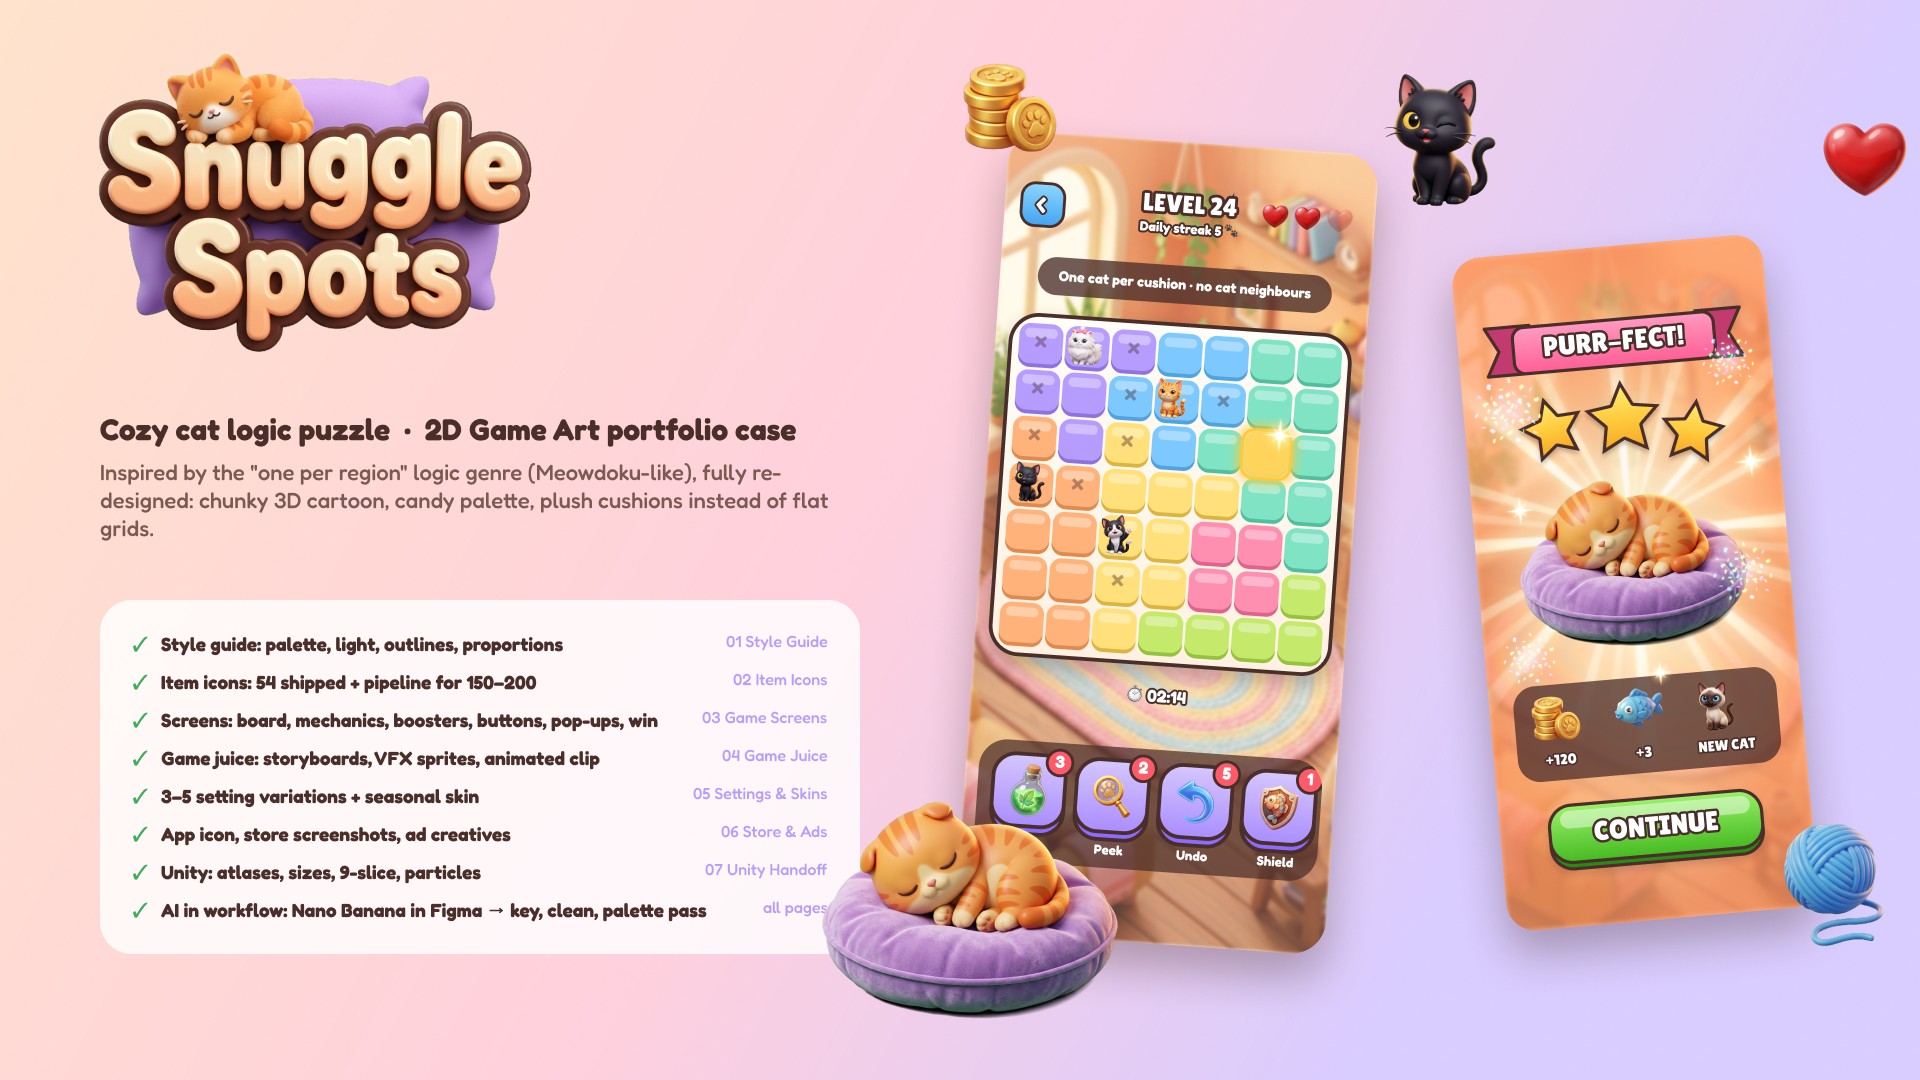 Snuggle
Spots
Cozy cat logic puzzle · 2D Game Art portfolio case
Inspired by the "one per region" logic genre (Meowdoku-like), fully re-
designed: chunky 3D cartoon, candy palette, plush cushions instead of flat
grids.
✓ Style guide: palette, light, outlines, proportions 01 Style Guide
✓ Item icons: 54 shipped + pipeline for 150–200 02 Item Icons
✓ Screens: board, mechanics, boosters, buttons, pop-ups, win 03 Game Screens
✓ Game juice: storyboards, VFX sprites, animated clip 04 Game Juice
✓ 3–5 setting variations + seasonal skin 05 Settings & Skins
✓ App icon, store screenshots, ad creatives 06 Store & Ads
✓ Unity: atlases, sizes, 9-slice, particles 07 Unity Handoff
✓ AI in workflow: Nano Banana in Figma → key, clean, palette pass all pages
LEVEL 24
Daily streak 5
One cat per cushion · no cat neighbours
02:14
3
2
5
1
Peek
Undo
Shield
PURR-FECT!
+120
+3
NEW CAT
CONTINUE